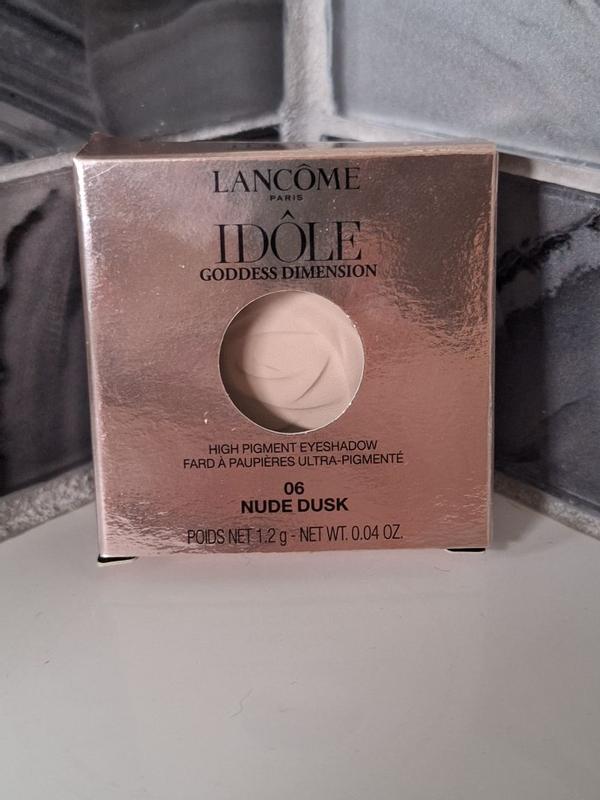 LANCÔME
PARIS
IDÔLE
GODDESS DIMENSION
HIGH PIGMENT EYESHADOW
FARD À PAUPIÈRES ULTRA-PIGMENTÉ
06
NUDE DUSK
POIDS NET 1.2 g - NET WT. 0.04 OZ.